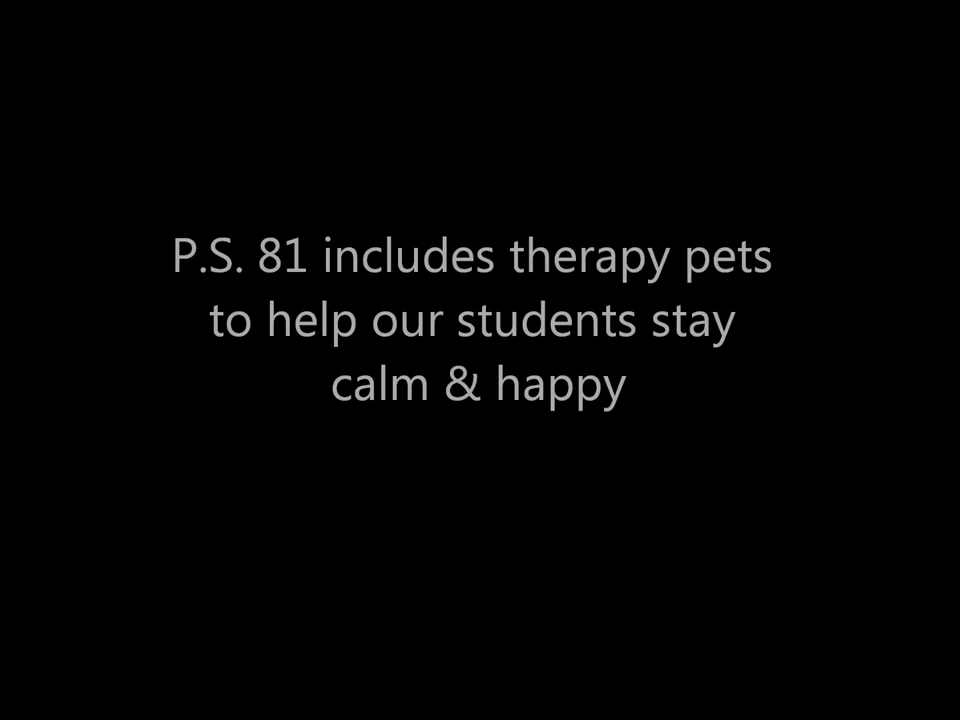 P.S. 81 includes therapy pets
to help our students stay
calm & happy